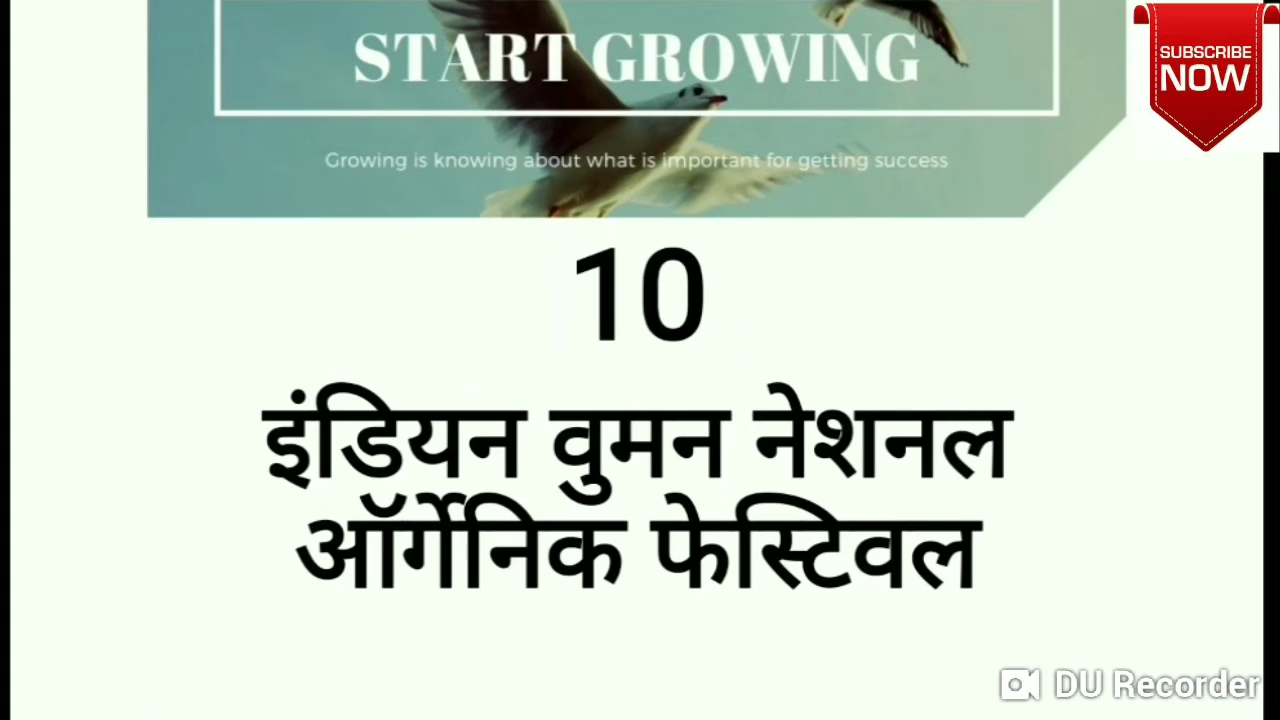 START GROWING
Growing is knowing about what is important for getting success
SUBSCRIBE
NOW
10
इंडियन वुमन नेशनल
ऑर्गेनिक फेस्टिवल
DU Recorder